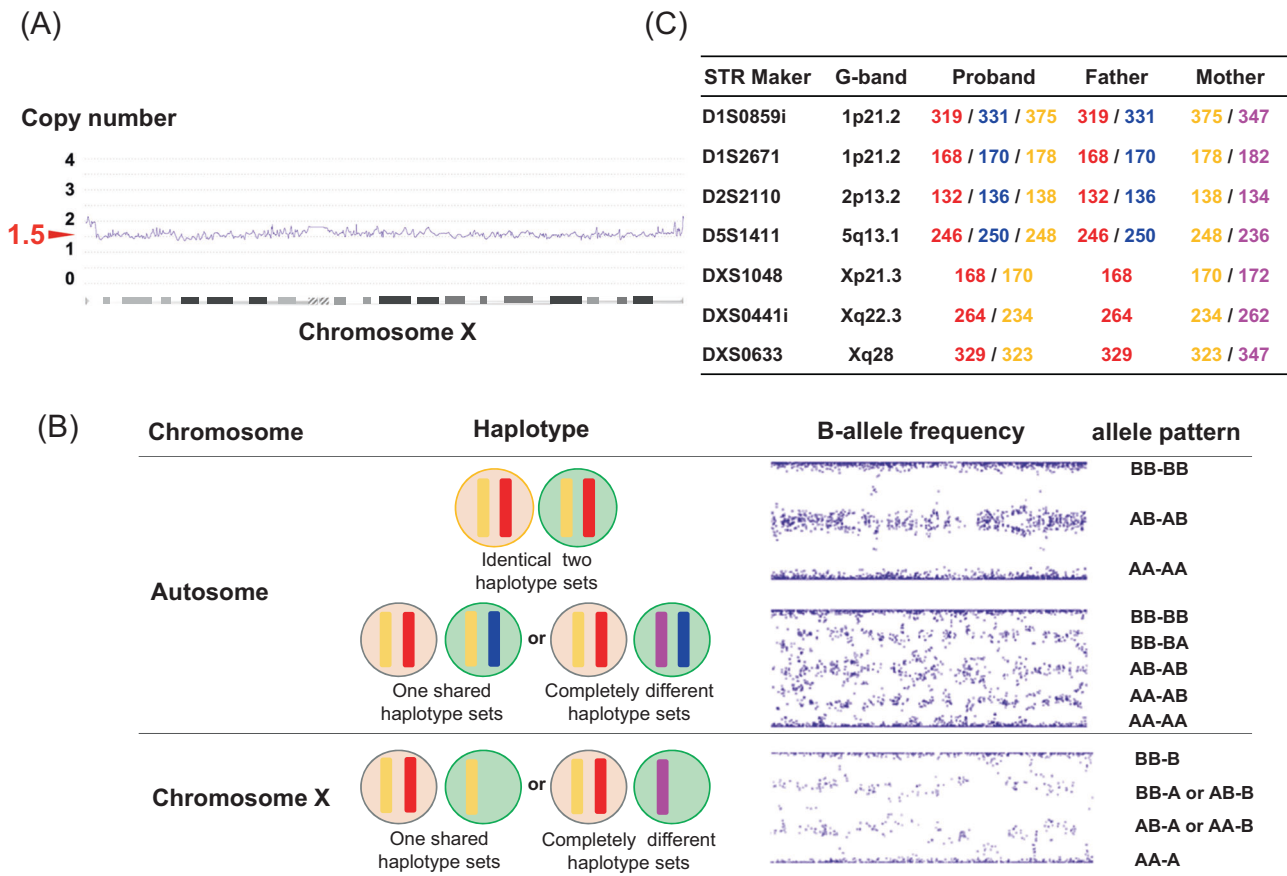 (A)
Copy number
4
3
2
1.5
1
0
Chromosome X
(C)
STR Maker G-band Proband Father Mother
D1S0859i 1p21.2 319 / 331 / 375 319 / 331 375 / 347
D1S2671 1p21.2 168 / 170 / 178 168 / 170 178 / 182
D2S2110 2p13.2 132 / 136 / 138 132 / 136 138 / 134
D5S1411 5q13.1 246 / 250 / 248 246 / 250 248 / 236
DXS1048 Xp21.3 168 / 170 168 170 / 172
DXS0441i Xq22.3 264 / 234 264 234 / 262
DXS0633 Xq28 329 / 323 329 323 / 347
(B)
Chromosome Haplotype B-allele frequency allele pattern
Autosome
Identical two
haplotype sets
BB-BB
AB-AB
AA-AA
or
One shared
haplotype sets
Completely different
haplotype sets
BB-BB
BB-BA
AB-AB
AA-AB
AA-AA
Chromosome X
or
One shared
haplotype sets
Completely different
haplotype sets
BB-B
BB-A or AB-B
AB-A or AA-B
AA-A